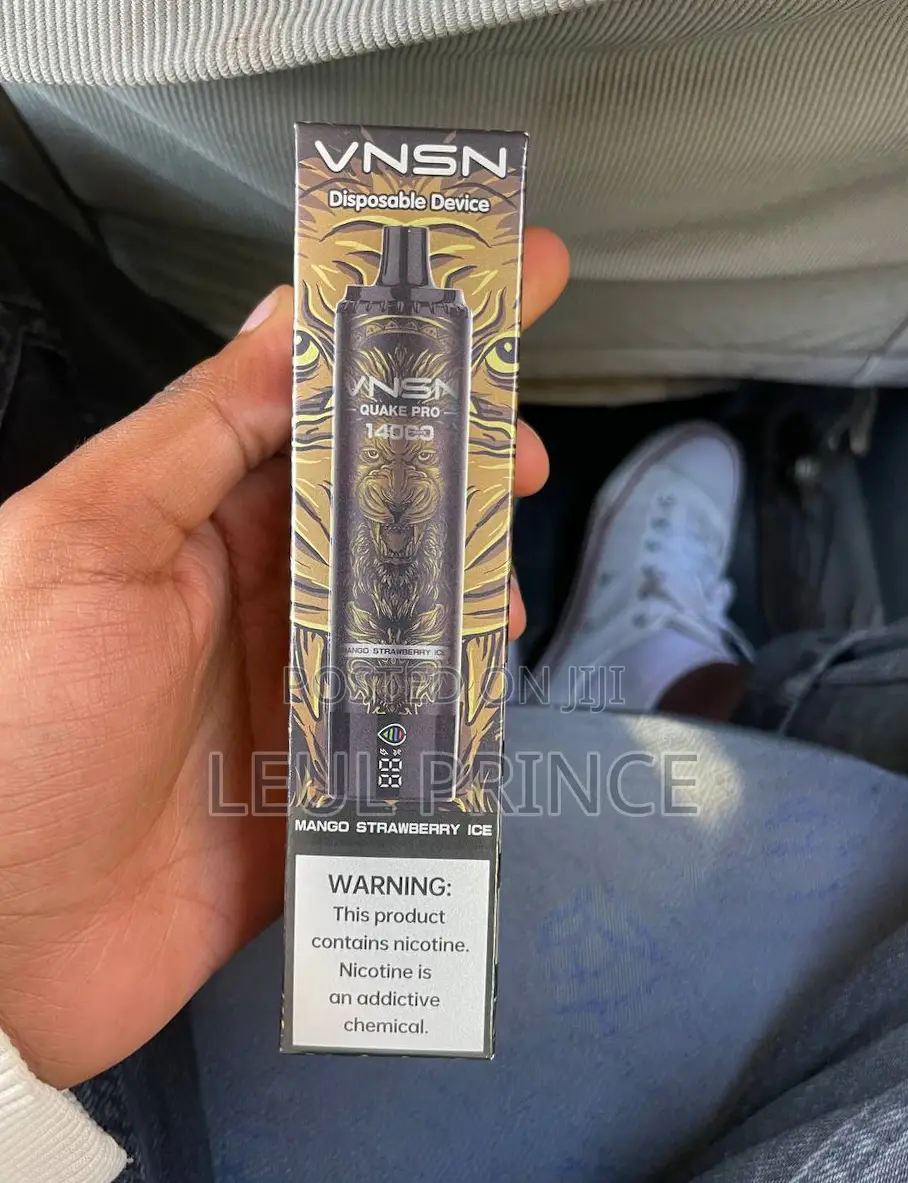 VNSN
Disposable Device
VNSN
QUAKE PRO
14000
MANGO STRAWBERRY ICE
POSTED ON JIJI
LEUL PRINCE
888
MANGO STRAWBERRY ICE
WARNING:
This product
contains nicotine.
Nicotine is
an addictive
chemical.